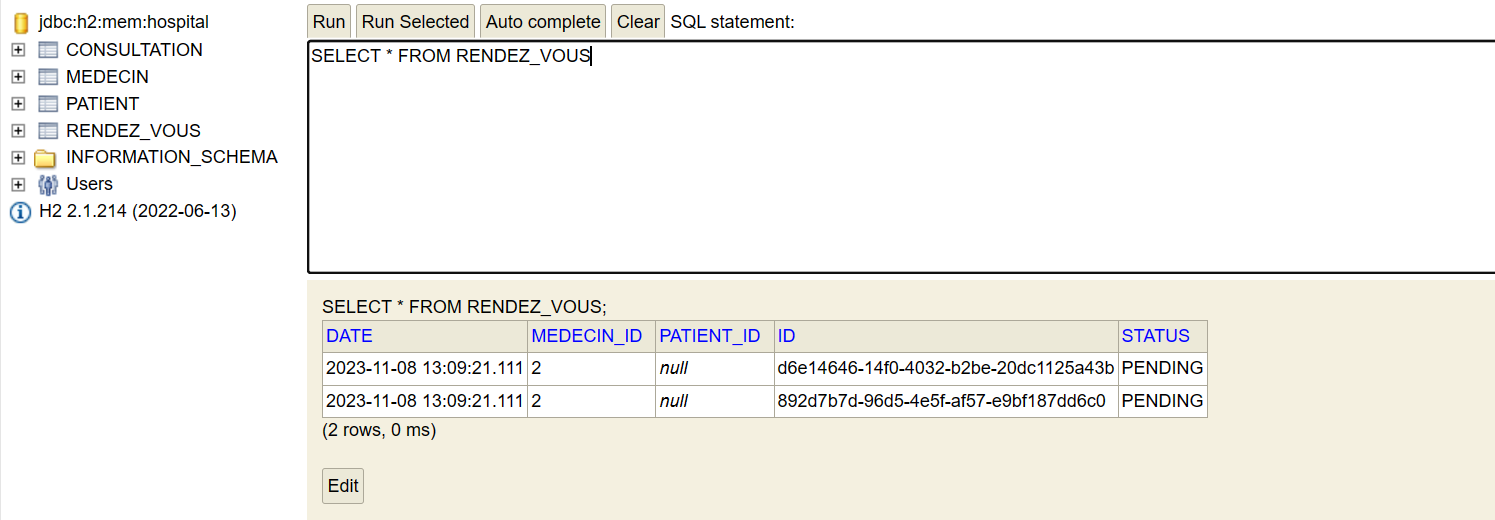 jdbc:h2:mem:hospital
CONSULTATION
MEDECIN
PATIENT
RENDEZ_VOUS
INFORMATION_SCHEMA
Users
H2 2.1.214 (2022-06-13)
Run Run Selected Auto complete Clear SQL statement:
SELECT * FROM RENDEZ_VOUS
SELECT * FROM RENDEZ_VOUS;
DATE MEDECIN_ID PATIENT_ID ID STATUS
2023-11-08 13:09:21.111 2 null d6e14646-14f0-4032-b2be-20dc1125a43b PENDING
2023-11-08 13:09:21.111 2 null 892d7b7d-96d5-4e5f-af57-e9bf187dd6c0 PENDING
(2 rows, 0 ms)
Edit